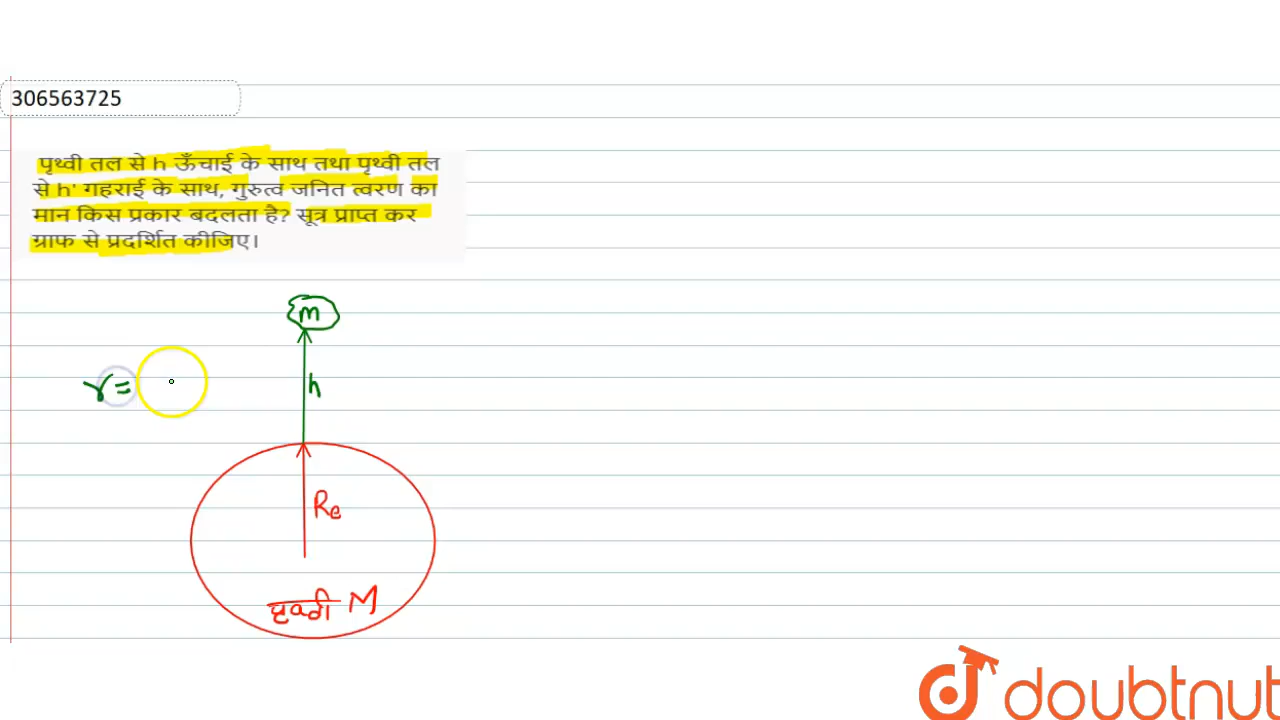 306563725
पृथ्वी तल से h ऊँचाई के साथ तथा पृथ्वी तल
से h' गहराई के साथ, गुरुत्व जनित त्वरण का
मान किस प्रकार बदलता है? सूत्र प्राप्त कर
ग्राफ से प्रदर्शित कीजिए।
m
r =
h
Re
पृथ्वी M
doubtnut